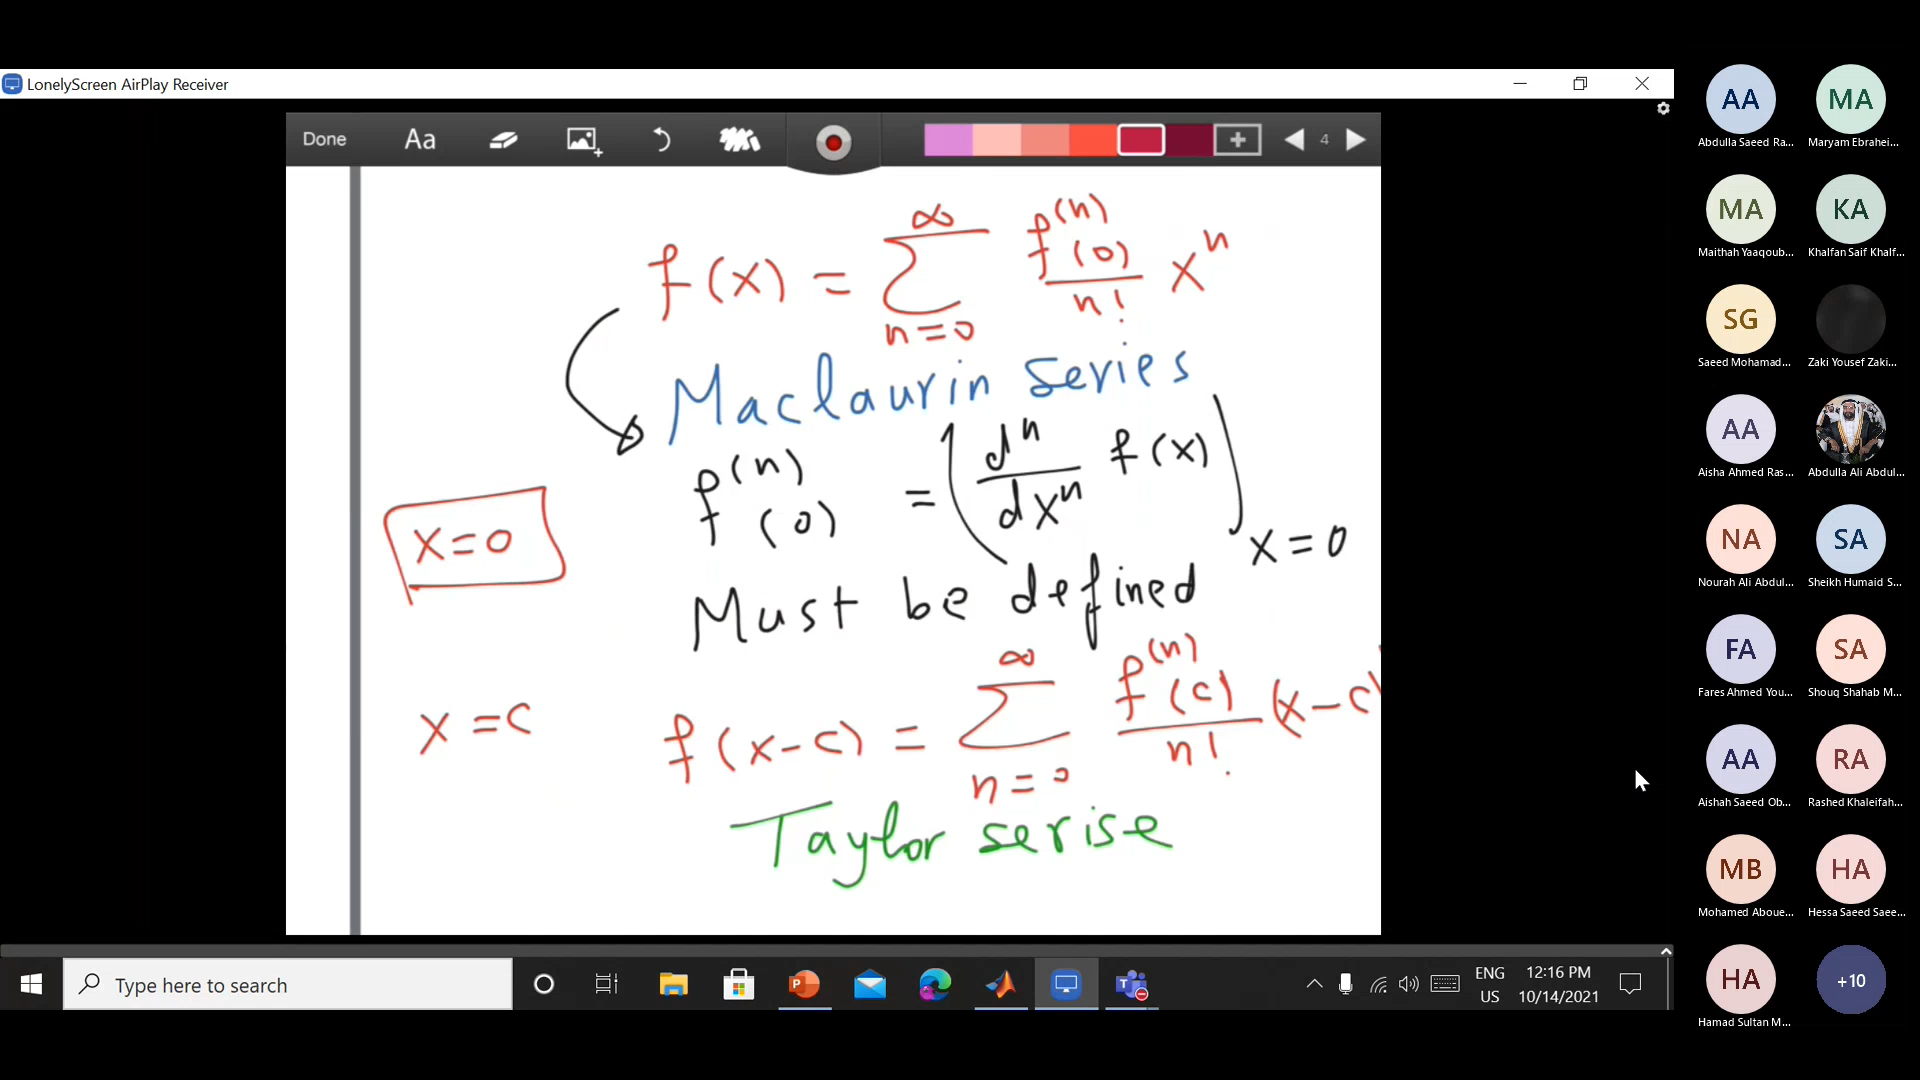 LonelyScreen AirPlay Receiver
Done
Aa
4
f(x) = ∑_{n=0}^{∞} f^{(n)}(0)/n! x^n
Maclaurin series
f^{(n)}(0) = (d^n/dx^n f(x))_{x=0}
x=0
Must be defined
x=c
f(x-c) = ∑_{n=0}^{∞} f^{(n)}(c)/n! (x-c)
Taylor serise
AA
Abdulla Saeed Ra...
MA
Maryam Ebrahei...
MA
Maithah Yaaqoub...
KA
Khalfan Saif Khalf...
SG
Saeed Mohamad...
Zaki Yousef Zaki...
AA
Aisha Ahmed Ras...
Abdulla Ali Abdul...
NA
Nourah Ali Abdul...
SA
Sheikh Humaid S...
FA
Fares Ahmed You...
SA
Shouq Shahab M...
AA
Aishah Saeed Ob...
RA
Rashed Khaleifah...
MB
Mohamed Aboue...
HA
Hessa Saeed Saee...
HA
Hamad Sultan M...
+10
Type here to search
ENG
US
12:16 PM
10/14/2021